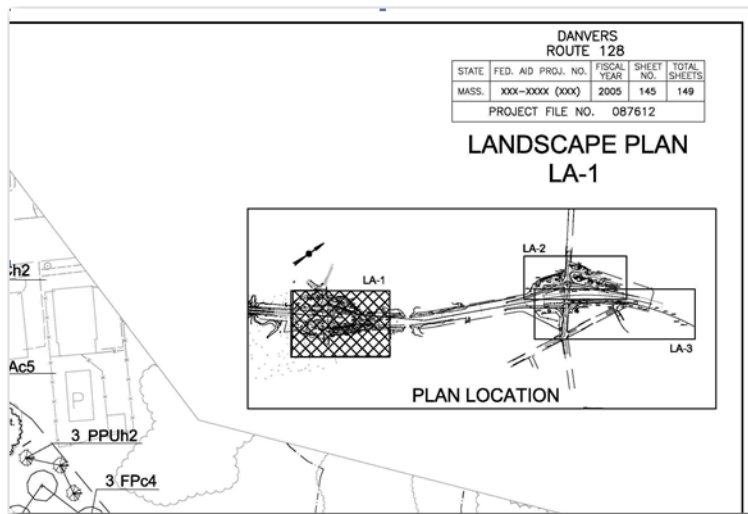 DANVERS
ROUTE 128
STATE FED. AID PROJ. NO. FISCAL YEAR SHEET NO. TOTAL SHEETS
MASS. XXX-XXXX (XXX) 2005 145 149
PROJECT FILE NO. 087612
LANDSCAPE PLAN
LA-1
LA-2
LA-1
LA-3
PLAN LOCATION
h2
Ac5
P
3 PPUh2
3 FPc4